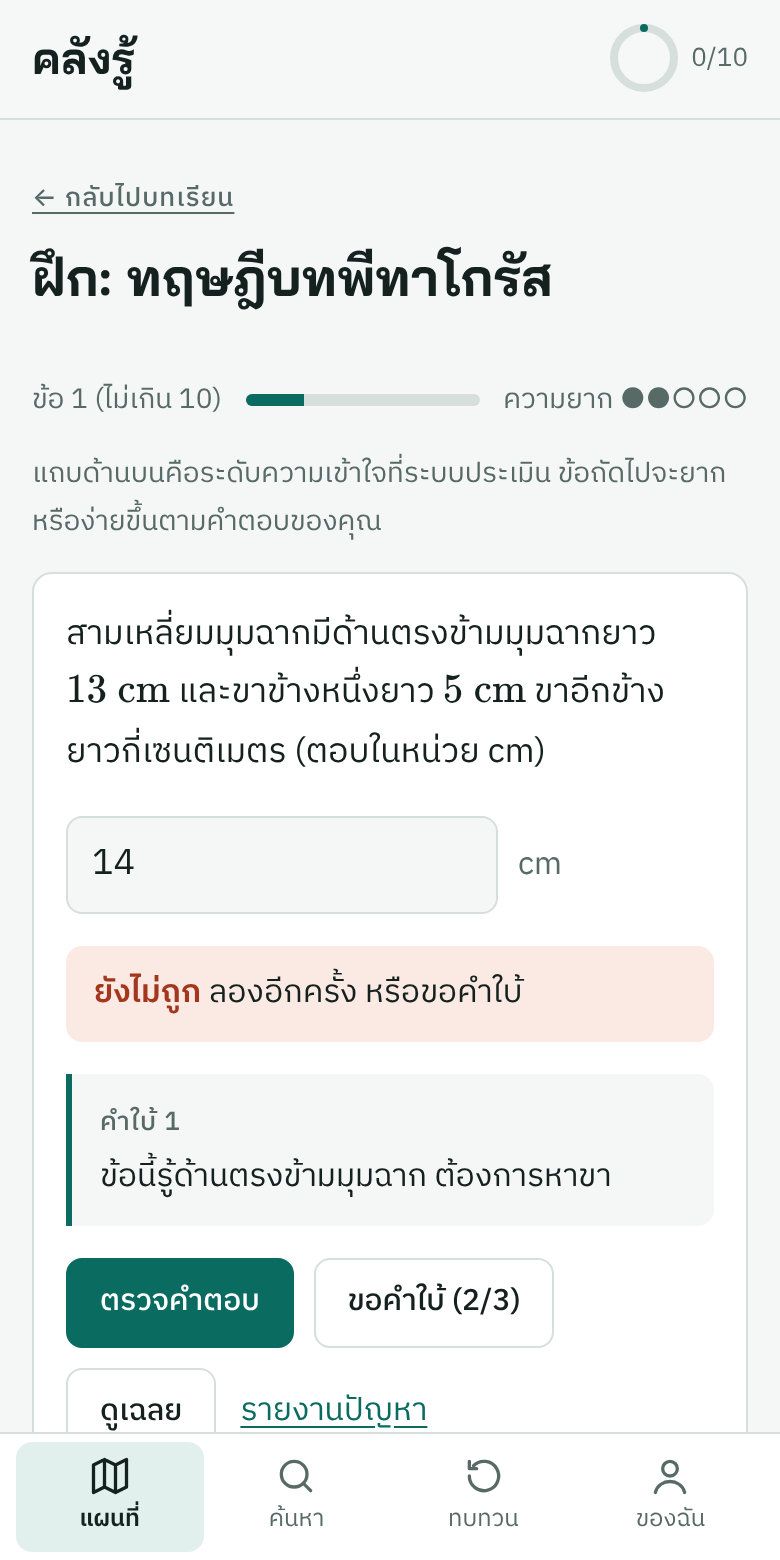 คลังรู้
0/10
← กลับไปบทเรียน
ฝึก: ทฤษฎีบทพีทาโกรัส
ข้อ 1 (ไม่เกิน 10)
ความยาก
แถบด้านบนคือระดับความเข้าใจที่ระบบประเมิน ข้อถัดไปจะยาก
หรือง่ายขึ้นตามคำตอบของคุณ
สามเหลี่ยมมุมฉากมีด้านตรงข้ามมุมฉากยาว
13 cm และขาข้างหนึ่งยาว 5 cm ขาอีกข้าง
ยาวกี่เซนติเมตร (ตอบในหน่วย cm)
14
cm
ยังไม่ถูก ลองอีกครั้ง หรือขอคำใบ้
คำใบ้ 1
ข้อนี้รู้ด้านตรงข้ามมุมฉาก ต้องการหาขา
ตรวจคำตอบ
ขอคำใบ้ (2/3)
ดูเฉลย
รายงานปัญหา
แผนที่
ค้นหา
ทบทวน
ของฉัน